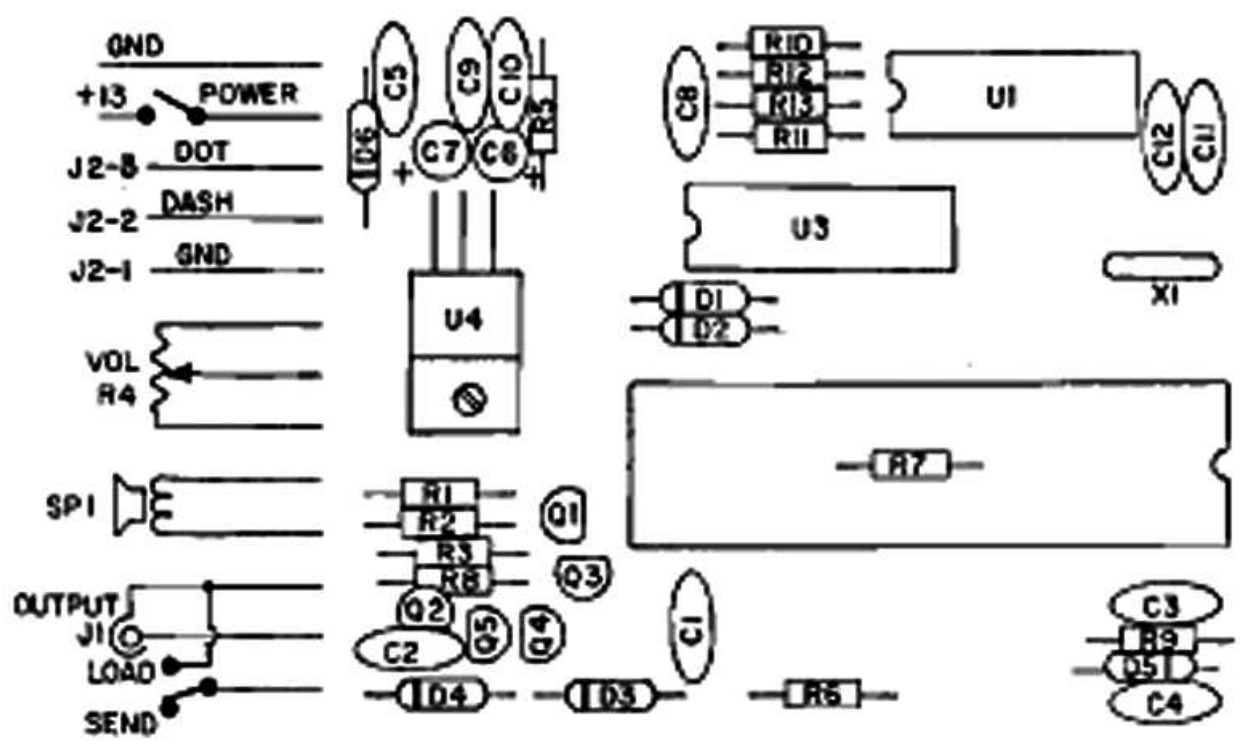 GND
+13 POWER
J2-3 DOT
J2-2 DASH
J2-1 GND
VOL
R4
SP1
OUTPUT
J1
LOAD
SEND
C5
C9
C10
R5
D6
C7
C6
+
+
U4
R1
R2
R3
R8
Q1
Q3
Q2
Q5
Q4
C2
D4
D3
C8
R10
R12
R13
R11
U1
C12
C11
U3
X1
D1
D2
R7
C1
R6
C3
R9
D5
C4